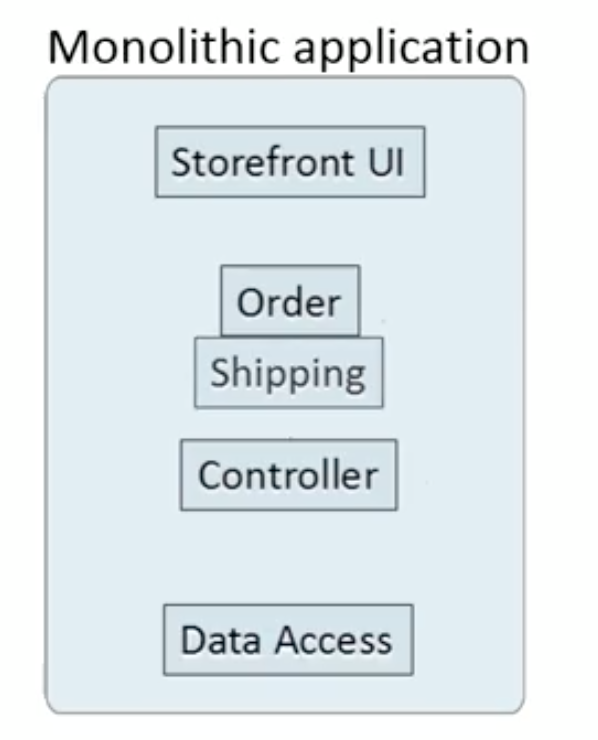 Monolithic application
Storefront UI
Order
Shipping
Controller
Data Access